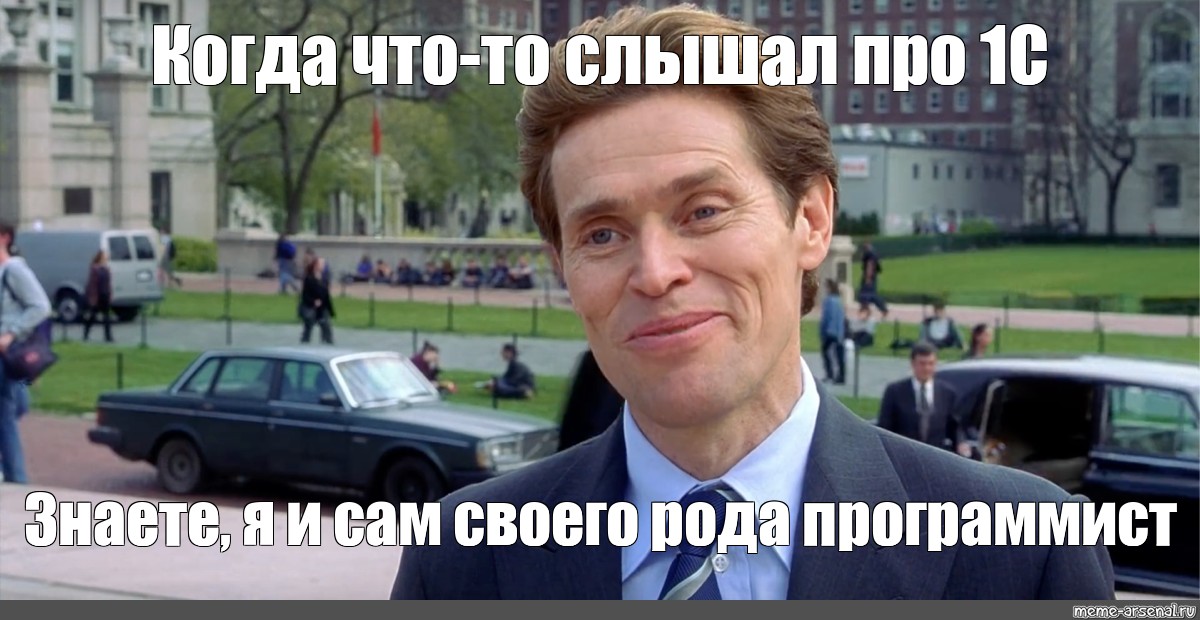 Когда что-то слышал про 1С
Знаете, я и сам своего рода программист
meme-arsenal.ru